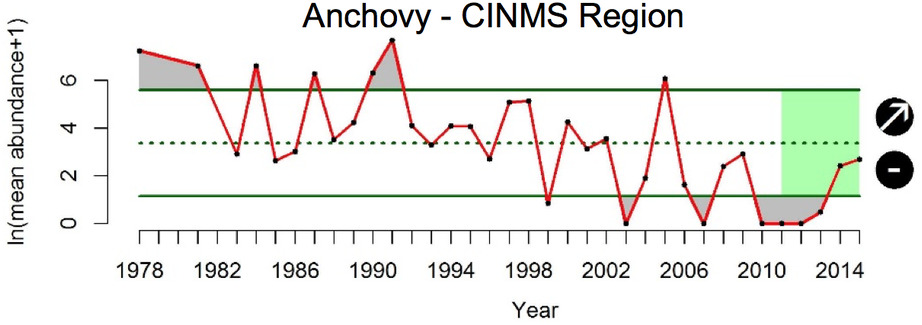 Anchovy - CINMS Region
ln(mean abundance+1)
6
4
2
0
1978 1982 1986 1990 1994 1998 2002 2006 2010 2014
Year